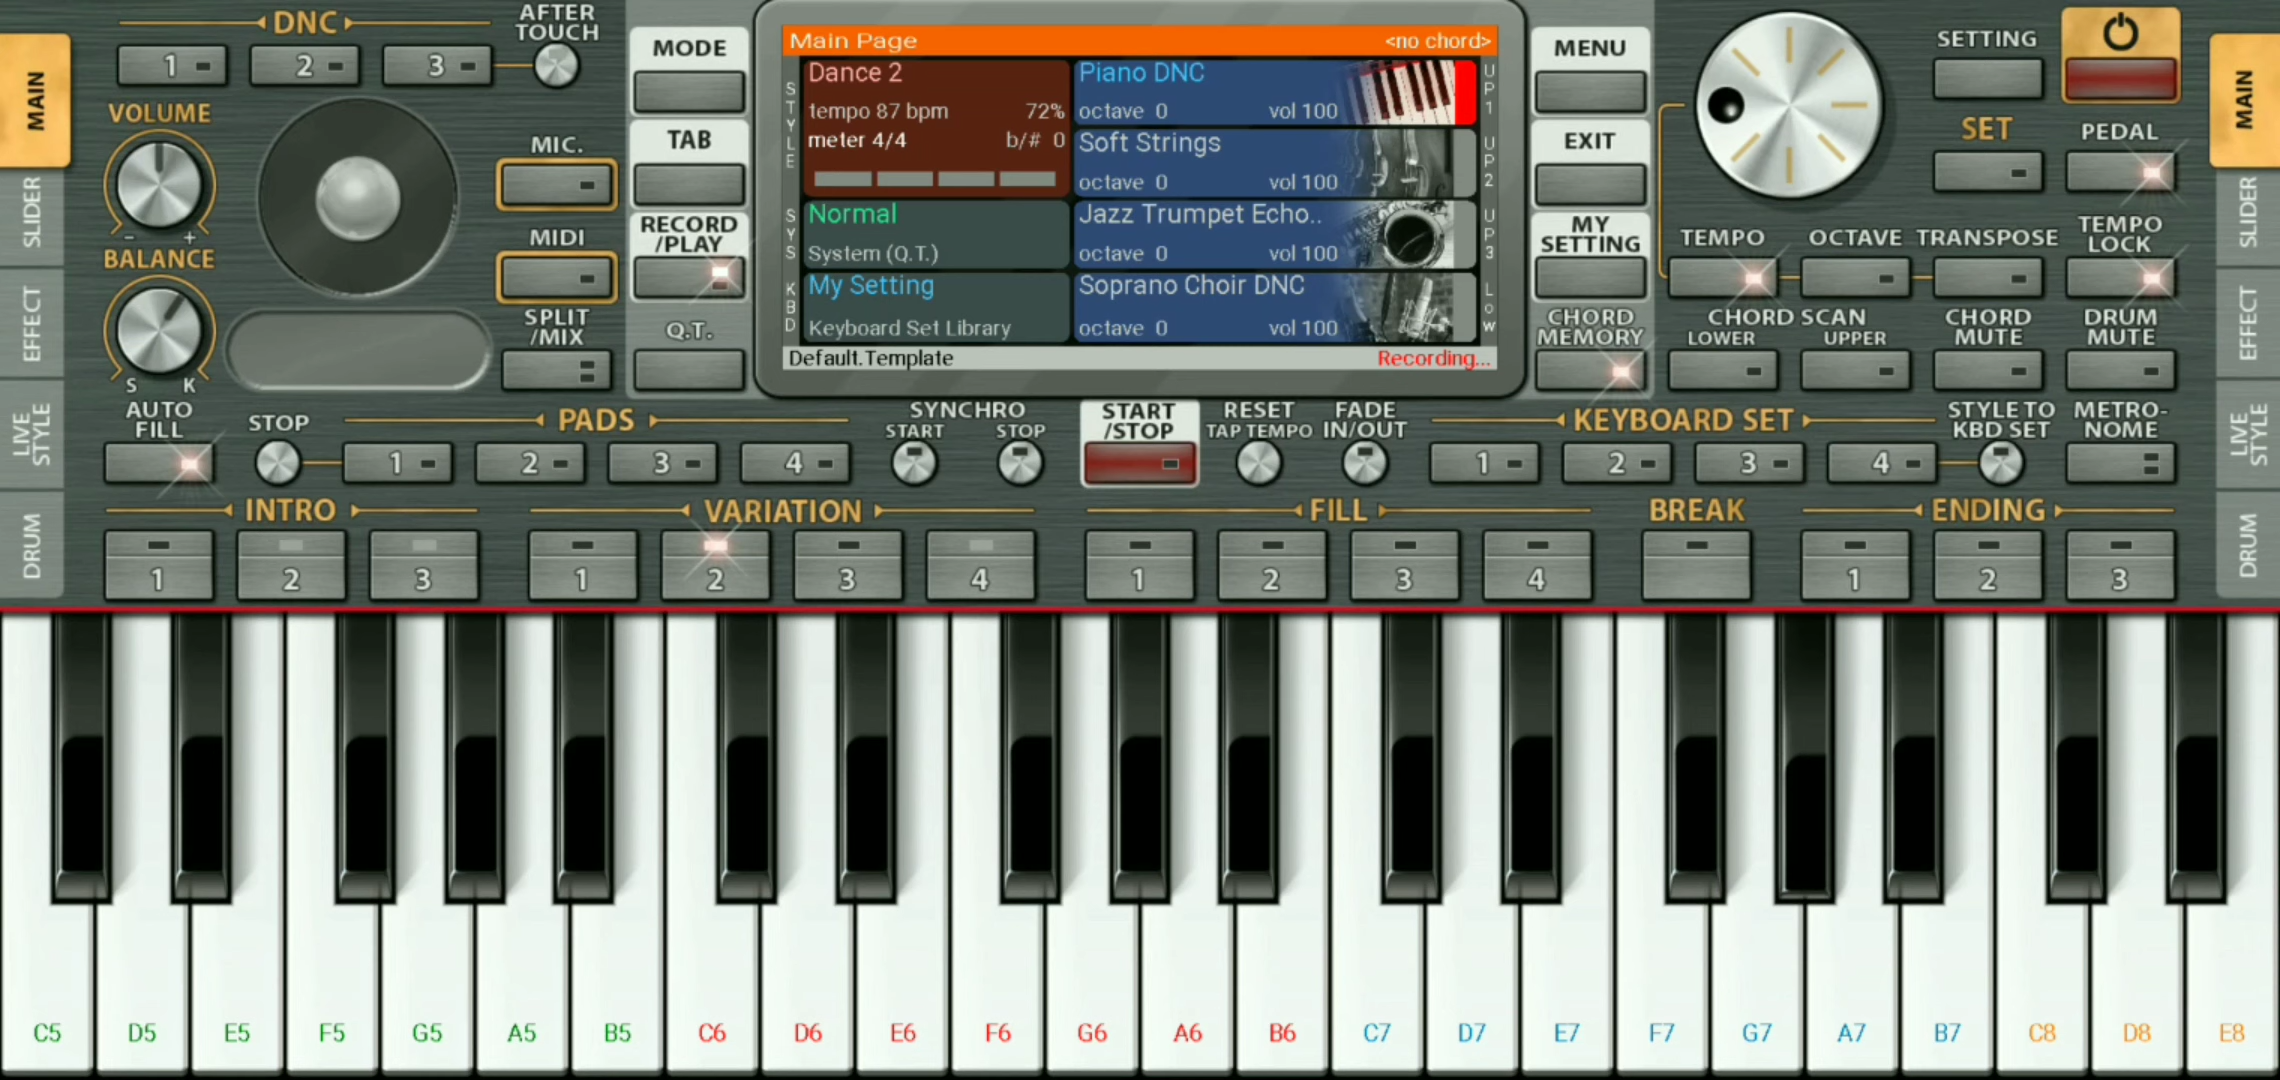 DNC
1
2
3
AFTER
TOUCH
MAIN
SLIDER
EFFECT
LIVE
STYLE
DRUM
VOLUME
- +
BALANCE
S K
MIC.
MIDI
SPLIT
/MIX
MODE
TAB
RECORD
/PLAY
Q.T.
Main Page <no chord>
STYLE
Dance 2
tempo 87 bpm 72%
meter 4/4 b/# 0
SYS
Normal
System (Q.T.)
KBD
My Setting
Keyboard Set Library
Piano DNC
octave 0 vol 100
UP1
Soft Strings
octave 0 vol 100
UP2
Jazz Trumpet Echo..
octave 0 vol 100
UP3
Soprano Choir DNC
octave 0 vol 100
Low
Default.Template Recording...
MENU
EXIT
MY
SETTING
CHORD
MEMORY
SETTING
SET
PEDAL
TEMPO
OCTAVE
TRANSPOSE
TEMPO
LOCK
CHORD SCAN
LOWER UPPER
CHORD
MUTE
DRUM
MUTE
MAIN
SLIDER
EFFECT
LIVE
STYLE
DRUM
AUTO
FILL
STOP
PADS
1
2
3
4
SYNCHRO
START STOP
START
/STOP
RESET
TAP TEMPO
FADE
IN/OUT
KEYBOARD SET
1
2
3
4
STYLE TO
KBD SET
METRO-
NOME
INTRO
1
2
3
VARIATION
1
2
3
4
FILL
1
2
3
4
BREAK
ENDING
1
2
3
C5 D5 E5 F5 G5 A5 B5 C6 D6 E6 F6 G6 A6 B6 C7 D7 E7 F7 G7 A7 B7 C8 D8 E8